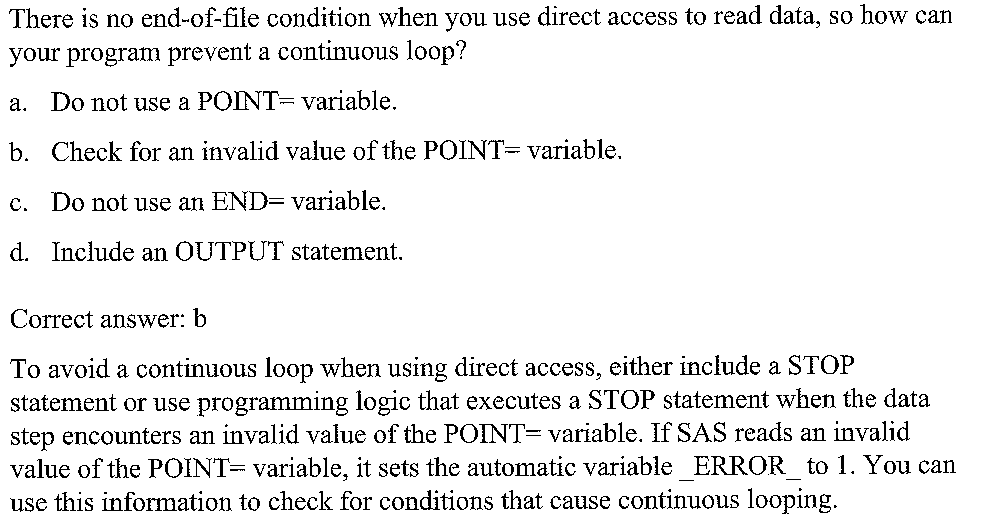 There is no end-of-file condition when you use direct access to read data, so how can
your program prevent a continuous loop?
a. Do not use a POINT= variable.
b. Check for an invalid value of the POINT= variable.
c. Do not use an END= variable.
d. Include an OUTPUT statement.
Correct answer: b
To avoid a continuous loop when using direct access, either include a STOP
statement or use programming logic that executes a STOP statement when the data
step encounters an invalid value of the POINT= variable. If SAS reads an invalid
value of the POINT= variable, it sets the automatic variable _ERROR_ to 1. You can
use this information to check for conditions that cause continuous looping.